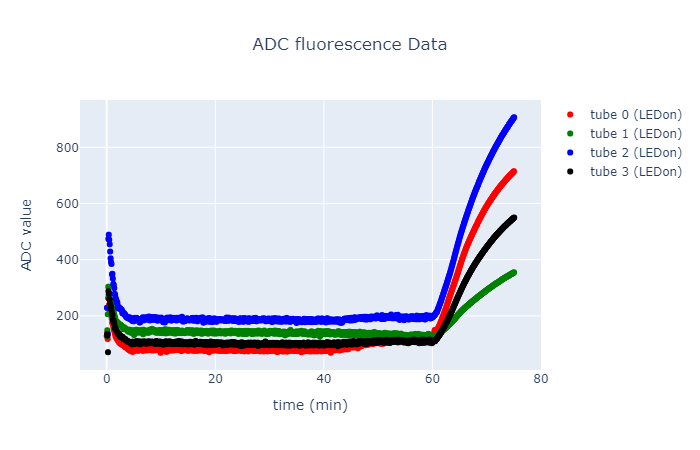 ADC fluorescence Data
tube 0 (LEDon)
tube 1 (LEDon)
tube 2 (LEDon)
tube 3 (LEDon)
ADC value
800
600
400
200
0
20
40
60
80
time (min)